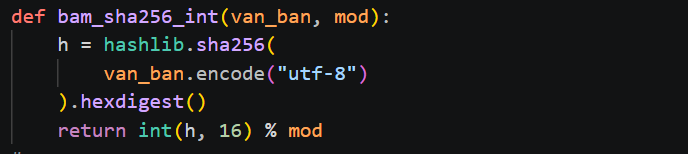 def bam_sha256_int(van_ban, mod):
    h = hashlib.sha256(
        van_ban.encode("utf-8")
    ).hexdigest()
    return int(h, 16) % mod